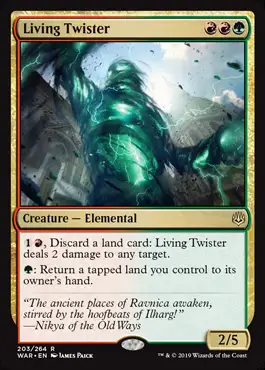 Living Twister
Creature — Elemental
1 R, Discard a land card: Living Twister
deals 2 damage to any target.
: Return a tapped land you control to its
owner's hand.
“The ancient places of Ravnica awaken,
stirred by the hoofbeats of Ilharg!”
—Nikya of the Old Ways
2/5
203/264 R
WAR • EN James Paick
™ & © 2019 Wizards of the Coast